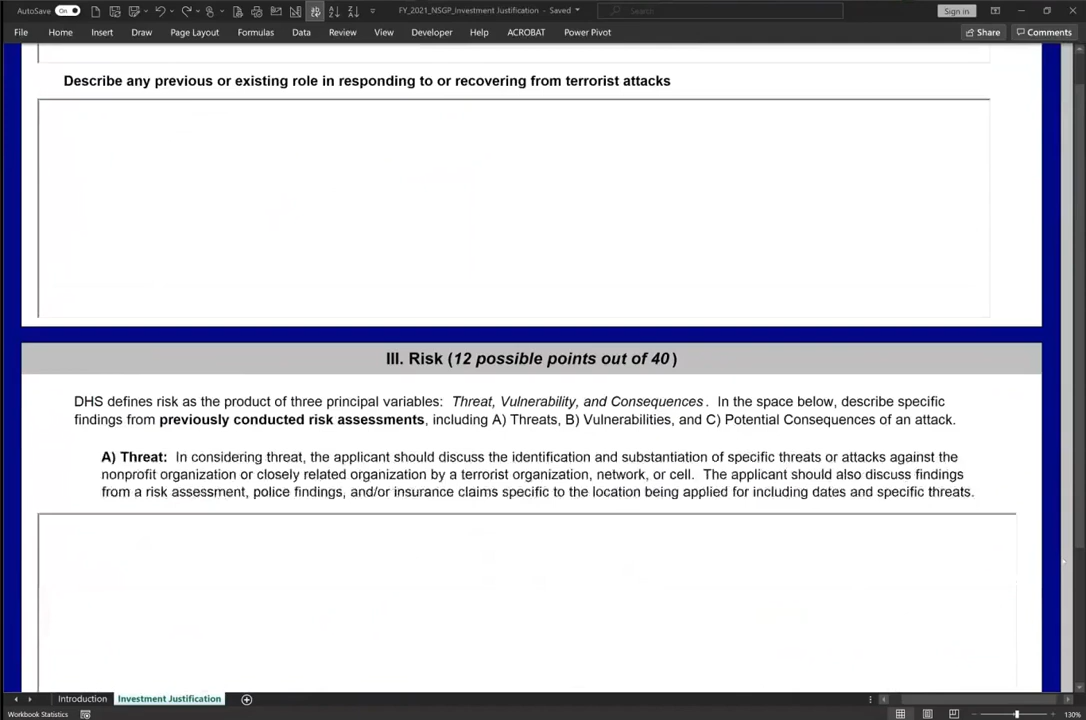 AutoSave On FY_2021_NSGP_Investment Justification - Saved Search Sign in
File Home Insert Draw Page Layout Formulas Data Review View Developer Help ACROBAT Power Pivot Share Comments
Describe any previous or existing role in responding to or recovering from terrorist attacks
III. Risk (12 possible points out of 40)
DHS defines risk as the product of three principal variables: Threat, Vulnerability, and Consequences. In the space below, describe specific
findings from previously conducted risk assessments, including A) Threats, B) Vulnerabilities, and C) Potential Consequences of an attack.
A) Threat: In considering threat, the applicant should discuss the identification and substantiation of specific threats or attacks against the
nonprofit organization or closely related organization by a terrorist organization, network, or cell. The applicant should also discuss findings
from a risk assessment, police findings, and/or insurance claims specific to the location being applied for including dates and specific threats.
Introduction Investment Justification
Workbook Statistics 130%